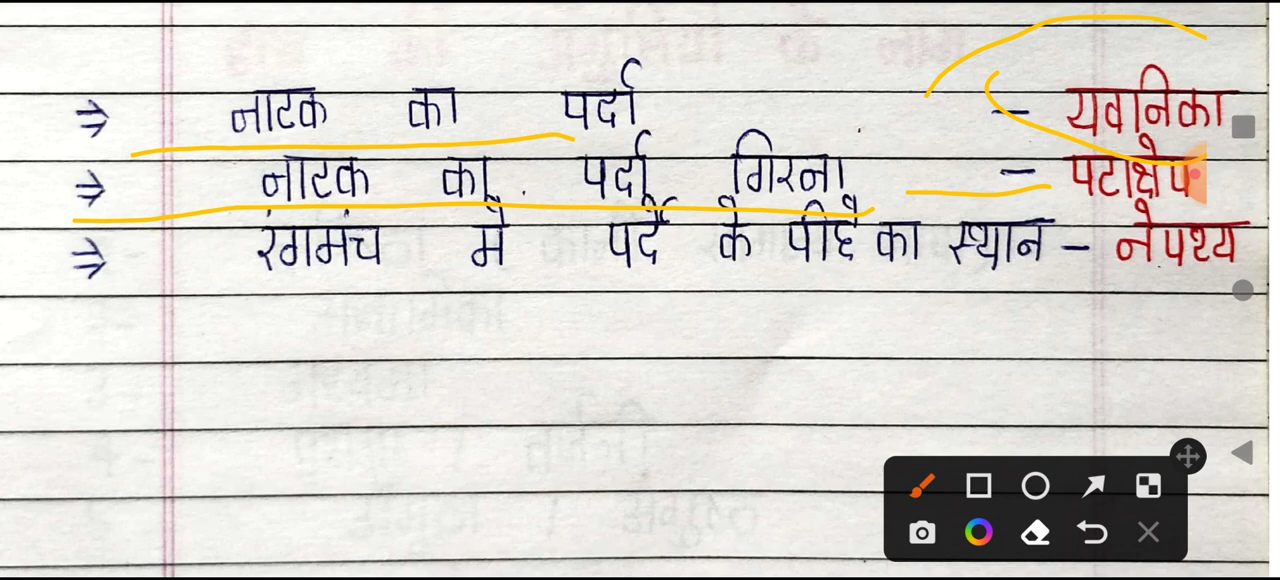 ⇒ नाटक का पर्दा - यवनिका
⇒ नाटक का पर्दा गिरना - पटाक्षेप
⇒ रंगमंच मे पर्दे के पीछे का स्थान - नेपथ्य